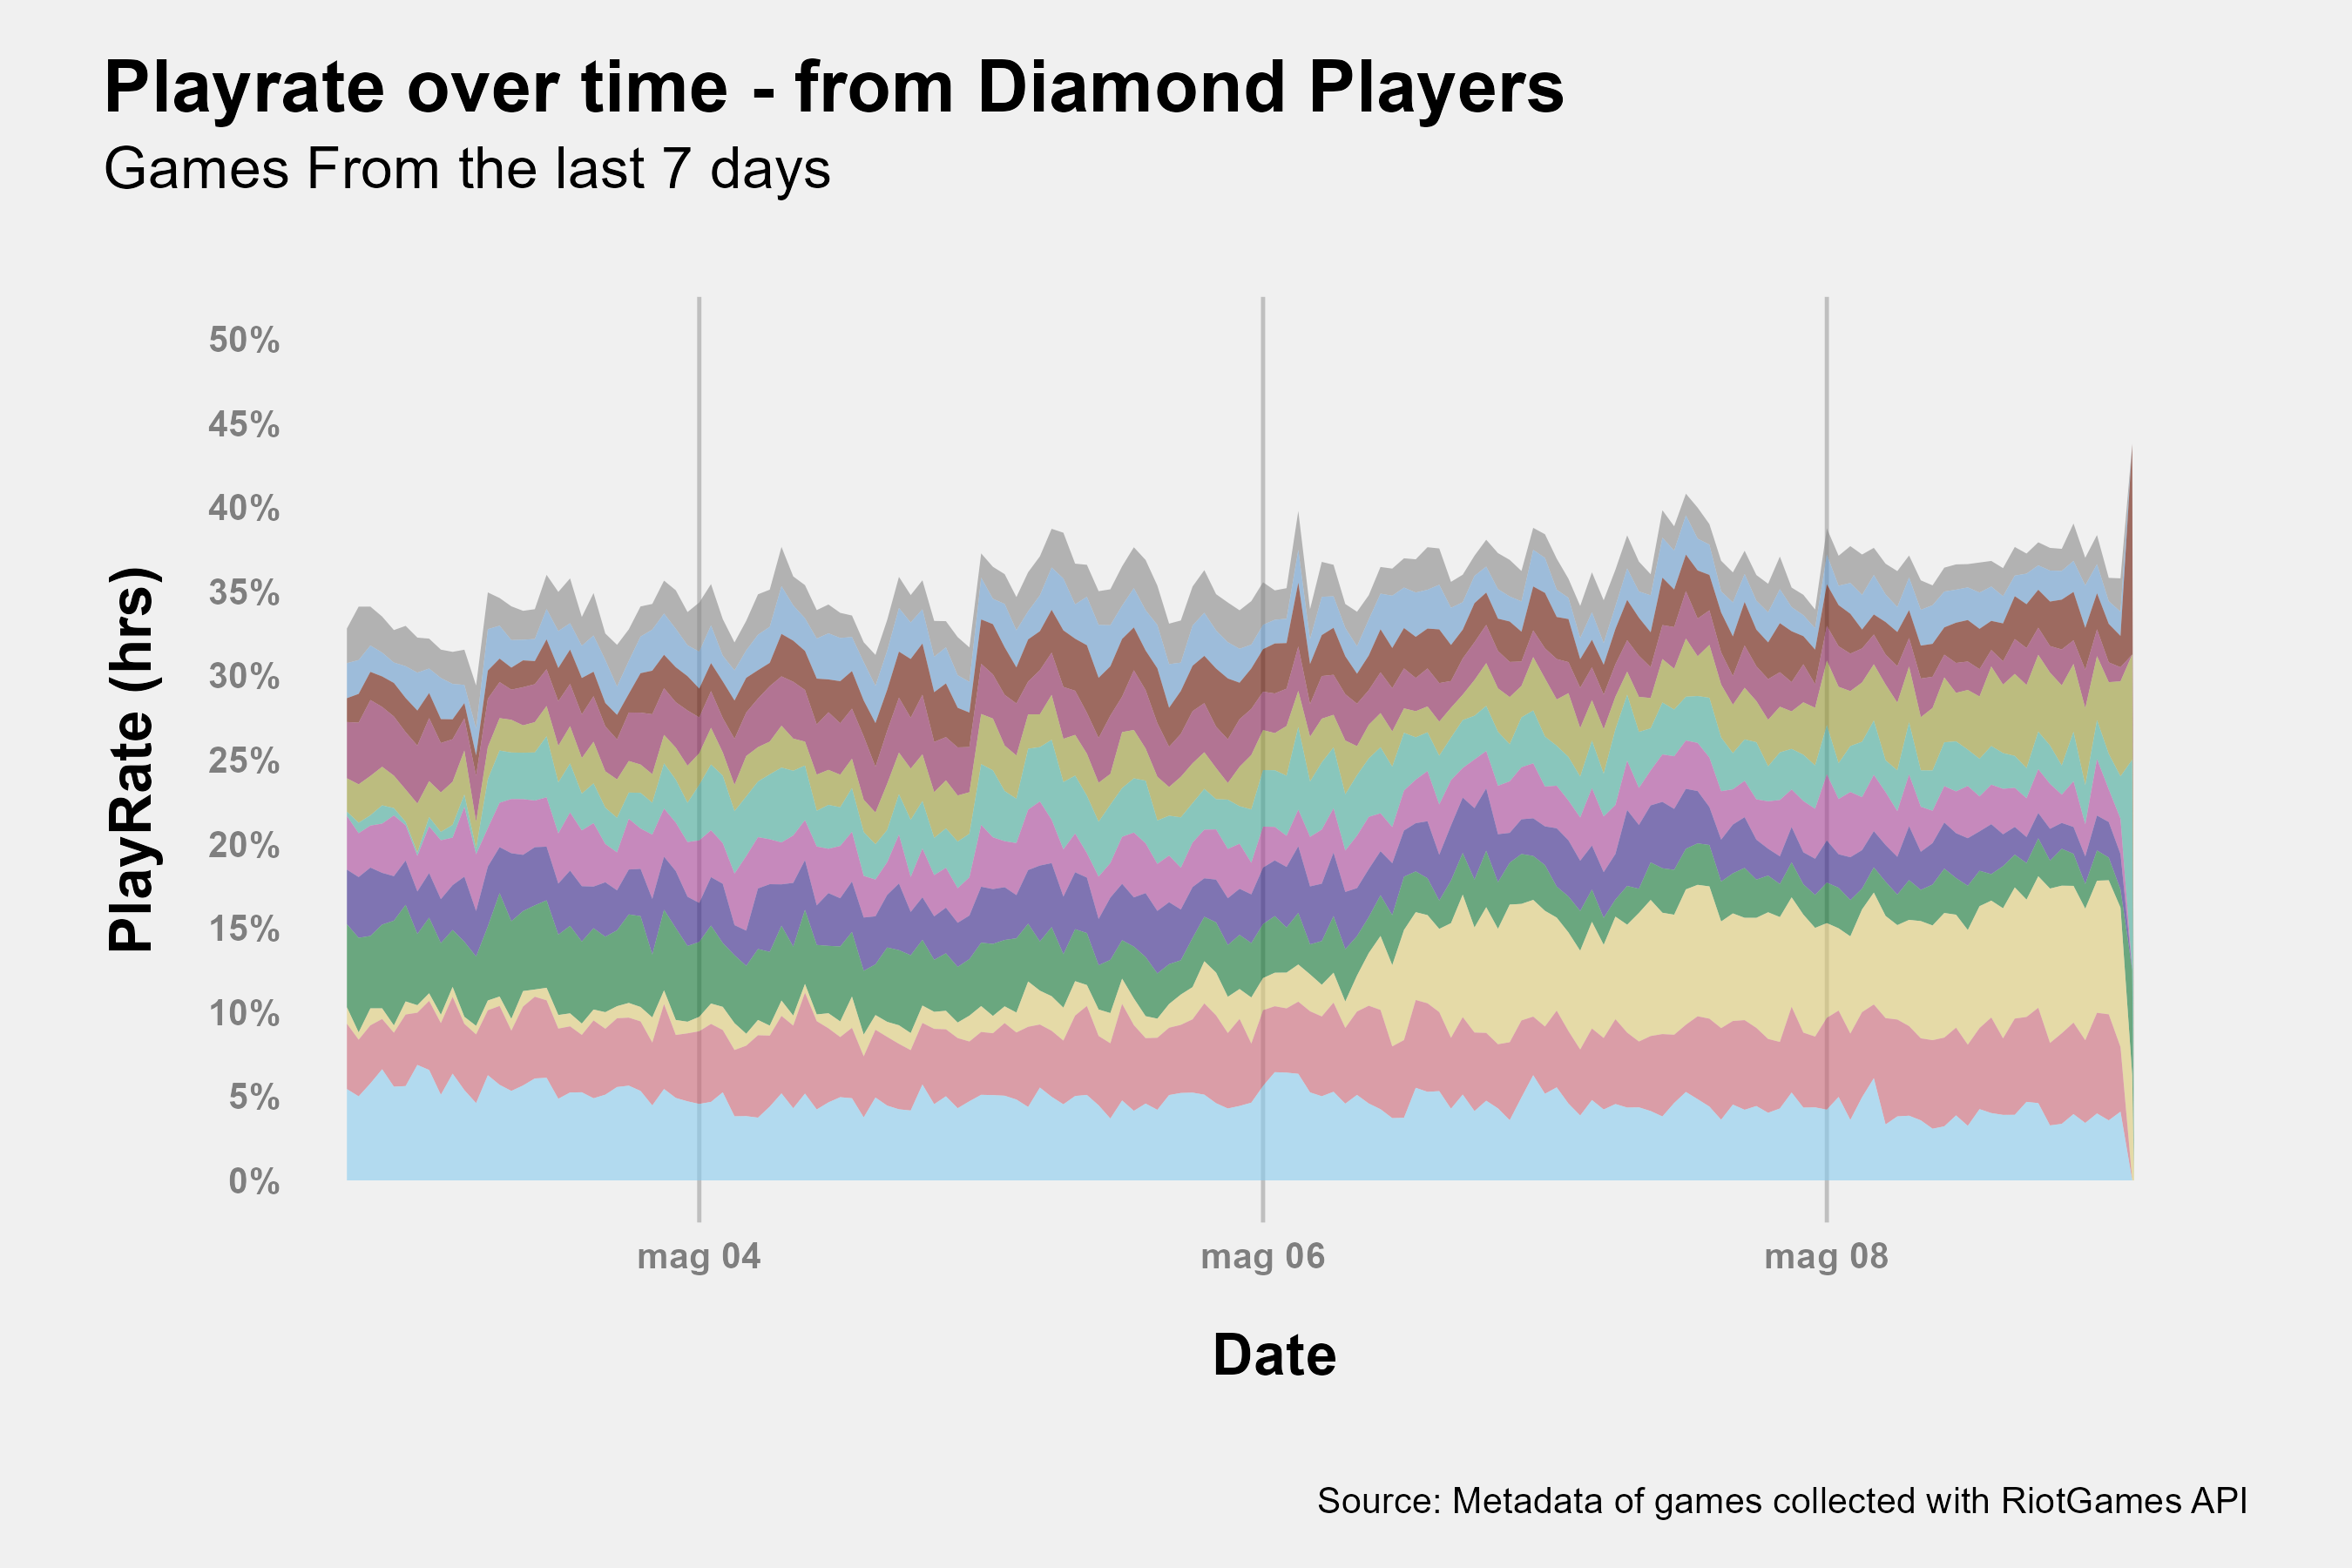 Playrate over time - from Diamond Players
Games From the last 7 days
PlayRate (hrs)
50%
45%
40%
35%
30%
25%
20%
15%
10%
5%
0%
mag 04
mag 06
mag 08
Date
Source: Metadata of games collected with RiotGames API